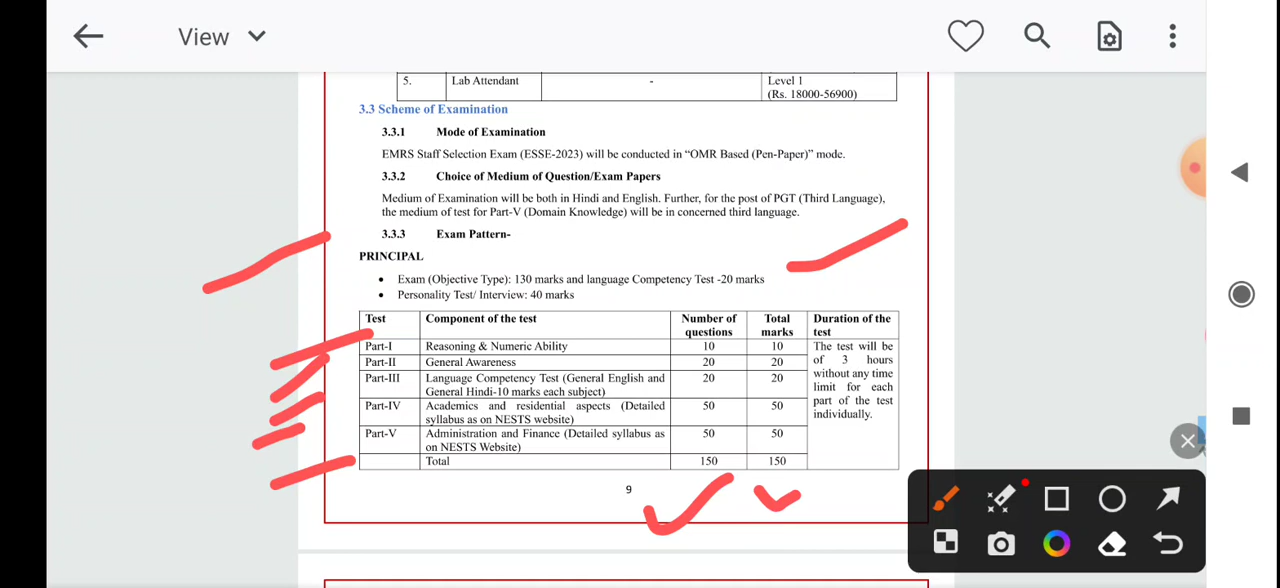 View
5. Lab Attendant - Level 1
(Rs. 18000-56900)
3.3 Scheme of Examination
3.3.1 Mode of Examination
EMRS Staff Selection Exam (ESSE-2023) will be conducted in “OMR Based (Pen-Paper)” mode.
3.3.2 Choice of Medium of Question/Exam Papers
Medium of Examination will be both in Hindi and English. Further, for the post of PGT (Third Language),
the medium of test for Part-V (Domain Knowledge) will be in concerned third language.
3.3.3 Exam Pattern-
PRINCIPAL
• Exam (Objective Type): 130 marks and language Competency Test -20 marks
• Personality Test/ Interview: 40 marks
Test Component of the test Number of questions Total marks Duration of the test
Part-I Reasoning & Numeric Ability 10 10 The test will be
Part-II General Awareness 20 20 of 3 hours
Part-III Language Competency Test (General English and 20 20 without any time
General Hindi-10 marks each subject) limit for each
Part-IV Academics and residential aspects (Detailed 50 50 part of the test
syllabus as on NESTS website) individually.
Part-V Administration and Finance (Detailed syllabus as 50 50
on NESTS Website)
Total 150 150
9